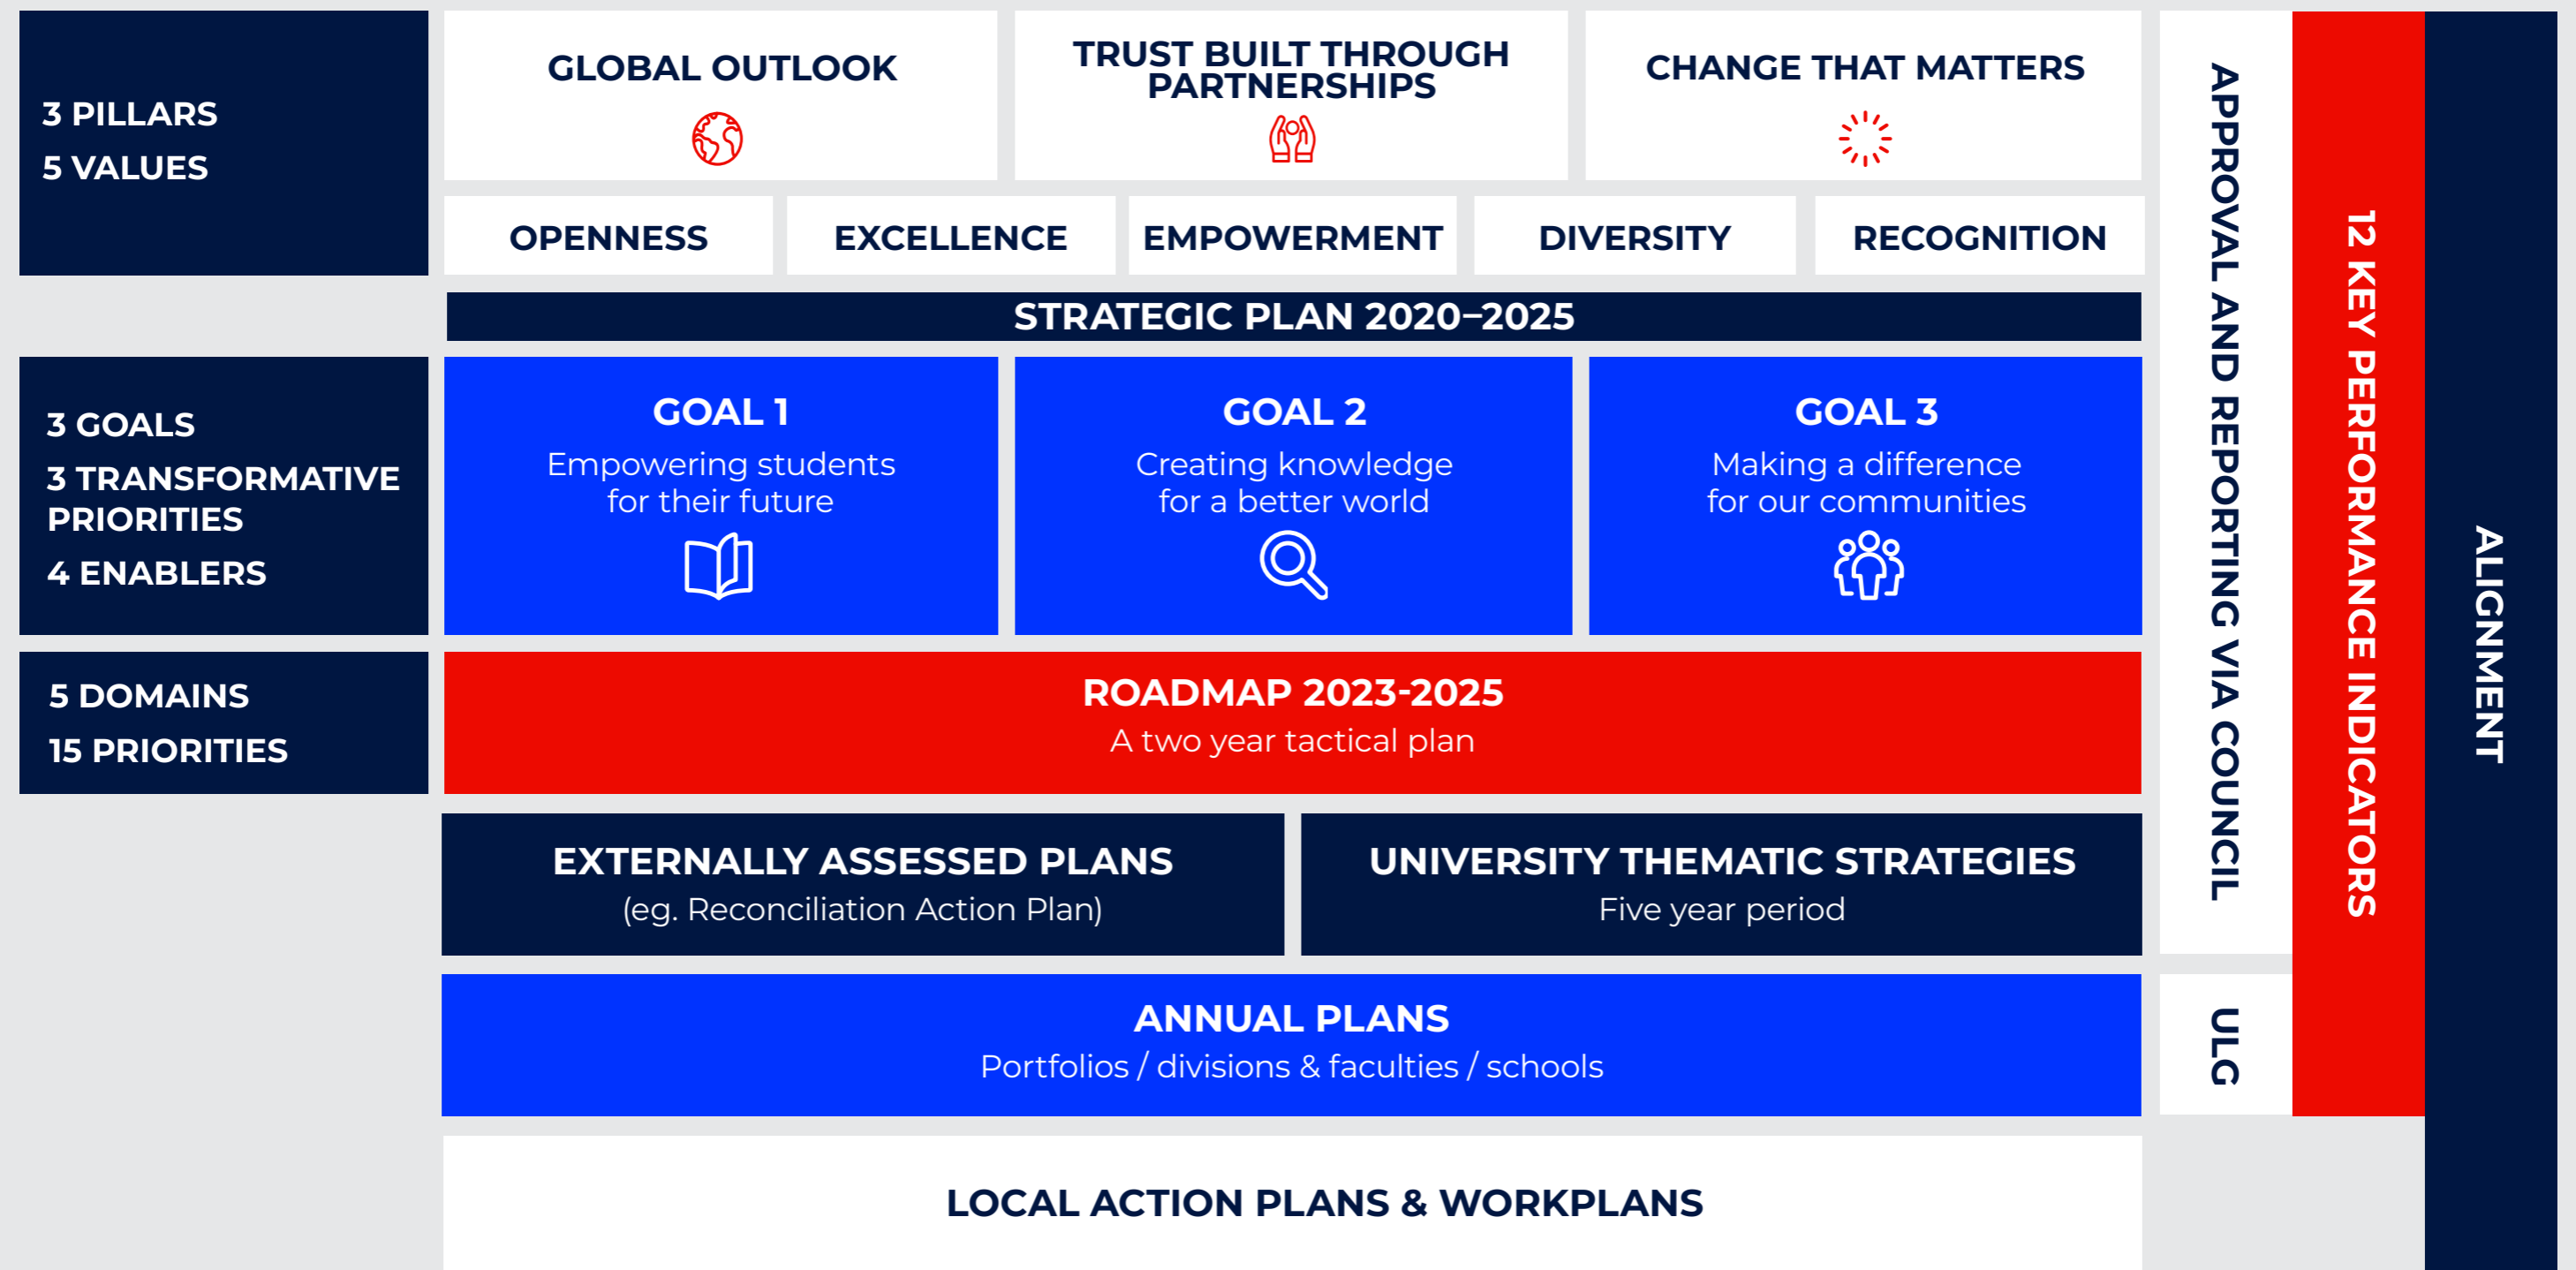 3 PILLARS
5 VALUES
GLOBAL OUTLOOK
TRUST BUILT THROUGH
PARTNERSHIPS
CHANGE THAT MATTERS
OPENNESS
EXCELLENCE
EMPOWERMENT
DIVERSITY
RECOGNITION
STRATEGIC PLAN 2020–2025
3 GOALS
3 TRANSFORMATIVE
PRIORITIES
4 ENABLERS
GOAL 1
Empowering students
for their future
GOAL 2
Creating knowledge
for a better world
GOAL 3
Making a difference
for our communities
5 DOMAINS
15 PRIORITIES
ROADMAP 2023-2025
A two year tactical plan
EXTERNALLY ASSESSED PLANS
(eg. Reconciliation Action Plan)
UNIVERSITY THEMATIC STRATEGIES
Five year period
ANNUAL PLANS
Portfolios / divisions & faculties / schools
LOCAL ACTION PLANS & WORKPLANS
APPROVAL AND REPORTING VIA COUNCIL
ULG
12 KEY PERFORMANCE INDICATORS
ALIGNMENT